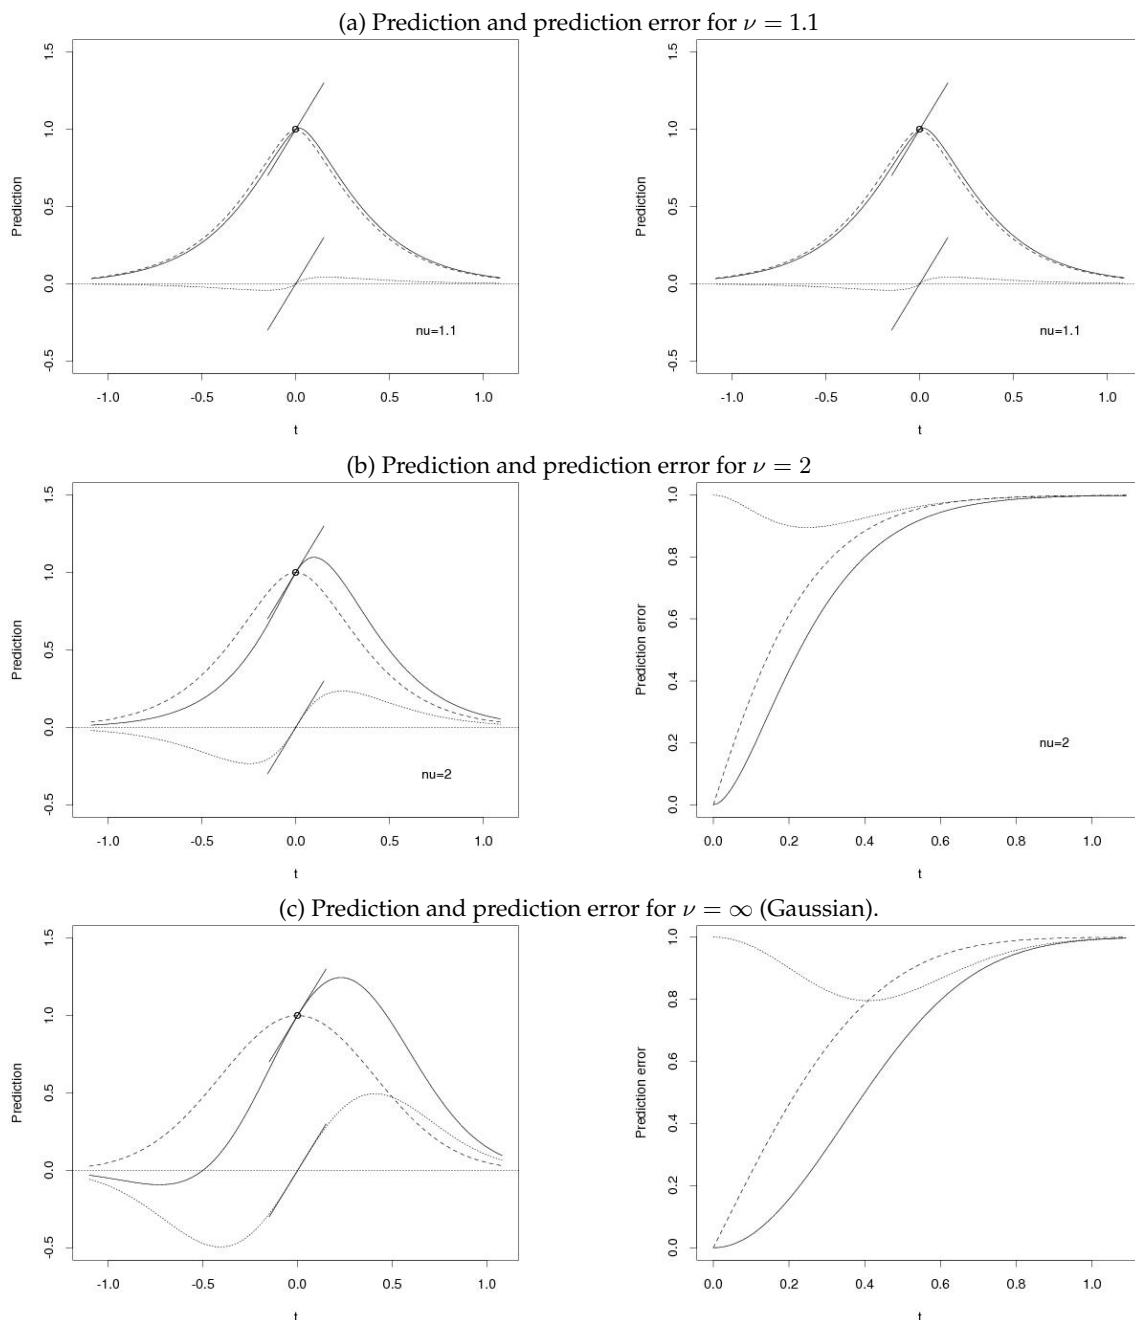 (a) Prediction and prediction error for ν = 1.1
Prediction
1.5
1.0
0.5
0.0
-0.5
nu=1.1
-1.0 -0.5 0.0 0.5 1.0
t
Prediction
1.5
1.0
0.5
0.0
-0.5
nu=1.1
-1.0 -0.5 0.0 0.5 1.0
t
(b) Prediction and prediction error for ν = 2
Prediction
1.5
1.0
0.5
0.0
-0.5
nu=2
-1.0 -0.5 0.0 0.5 1.0
t
Prediction error
1.0
0.8
0.6
0.4
0.2
0.0
nu=2
0.0 0.2 0.4 0.6 0.8 1.0
t
(c) Prediction and prediction error for ν = ∞ (Gaussian).
Prediction
1.5
1.0
0.5
0.0
-0.5
-1.0 -0.5 0.0 0.5 1.0
t
Prediction error
1.0
0.8
0.6
0.4
0.2
0.0
0.0 0.2 0.4 0.6 0.8 1.0
t